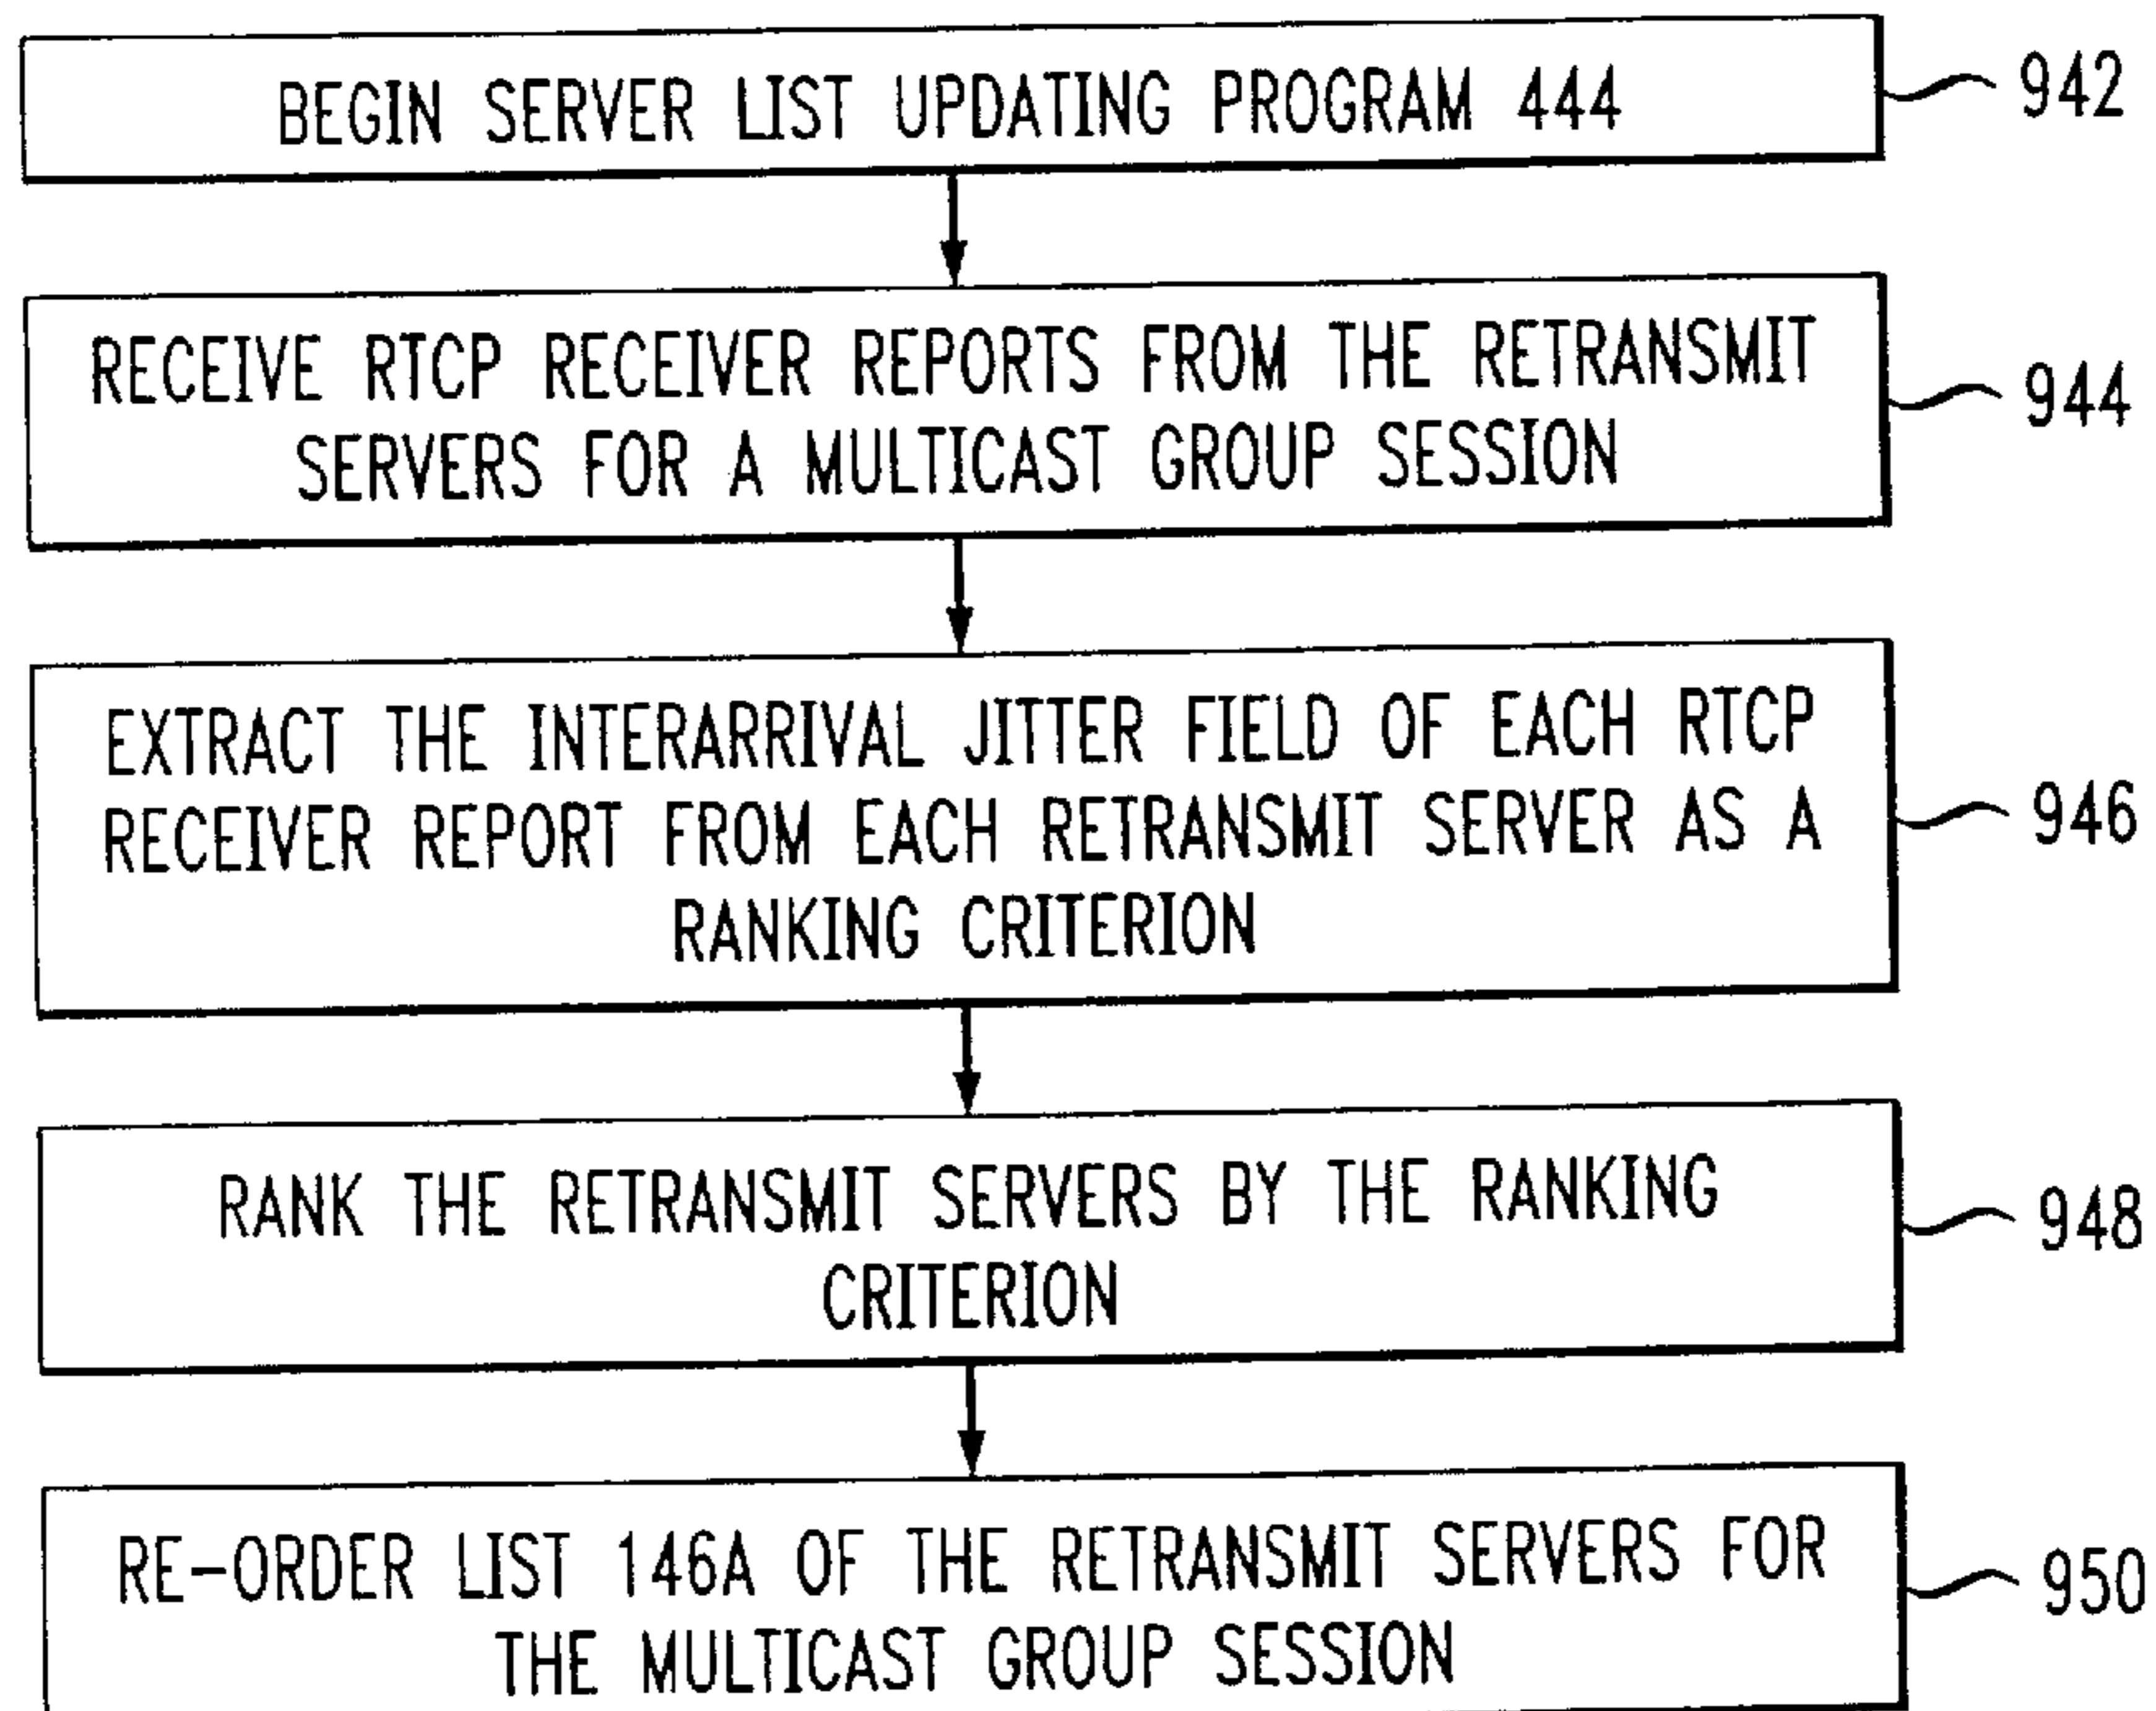 BEGIN SERVER LIST UPDATING PROGRAM 444
942
RECEIVE RTCP RECEIVER REPORTS FROM THE RETRANSMIT
SERVERS FOR A MULTICAST GROUP SESSION
944
EXTRACT THE INTERARRIVAL JITTER FIELD OF EACH RTCP
RECEIVER REPORT FROM EACH RETRANSMIT SERVER AS A
RANKING CRITERION
946
RANK THE RETRANSMIT SERVERS BY THE RANKING
CRITERION
948
RE-ORDER LIST 146A OF THE RETRANSMIT SERVERS FOR
THE MULTICAST GROUP SESSION
950